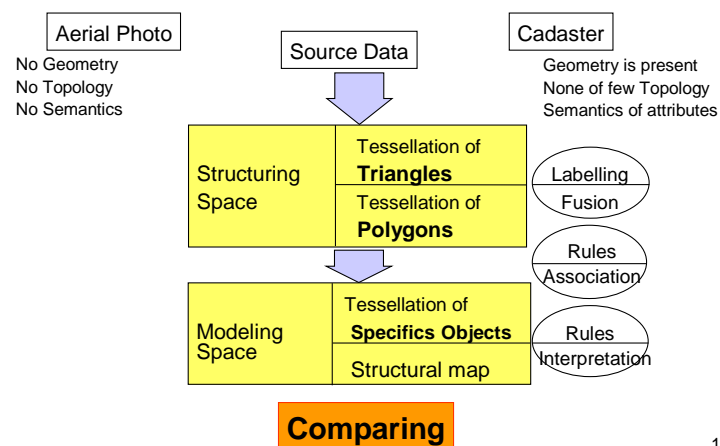 Aerial Photo
No Geometry
No Topology
No Semantics
Source Data
Cadaster
Geometry is present
None of few Topology
Semantics of attributes
Structuring
Space
Tessellation of
Triangles
Tessellation of
Polygons
Labelling
Fusion
Rules
Association
Modeling
Space
Tessellation of
Specifics Objects
Structural map
Rules
Interpretation
Comparing
1